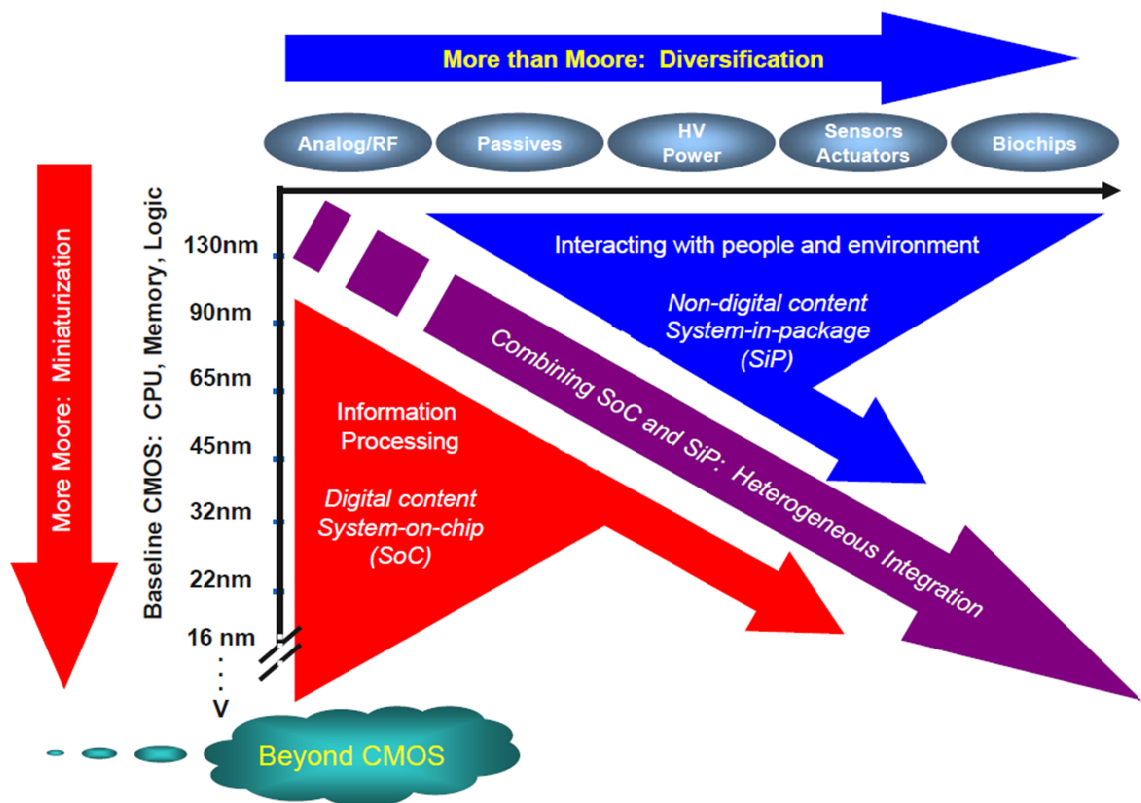 More than Moore: Diversification
Analog/RF
Passives
HV
Power
Sensors
Actuators
Biochips
More Moore: Miniaturization
Baseline CMOS: CPU, Memory, Logic
130nm
90nm
65nm
45nm
32nm
22nm
16 nm
V
Interacting with people and environment
Non-digital content
System-in-package
(SiP)
Combining SoC and SiP: Heterogeneous Integration
Information
Processing
Digital content
System-on-chip
(SoC)
Beyond CMOS